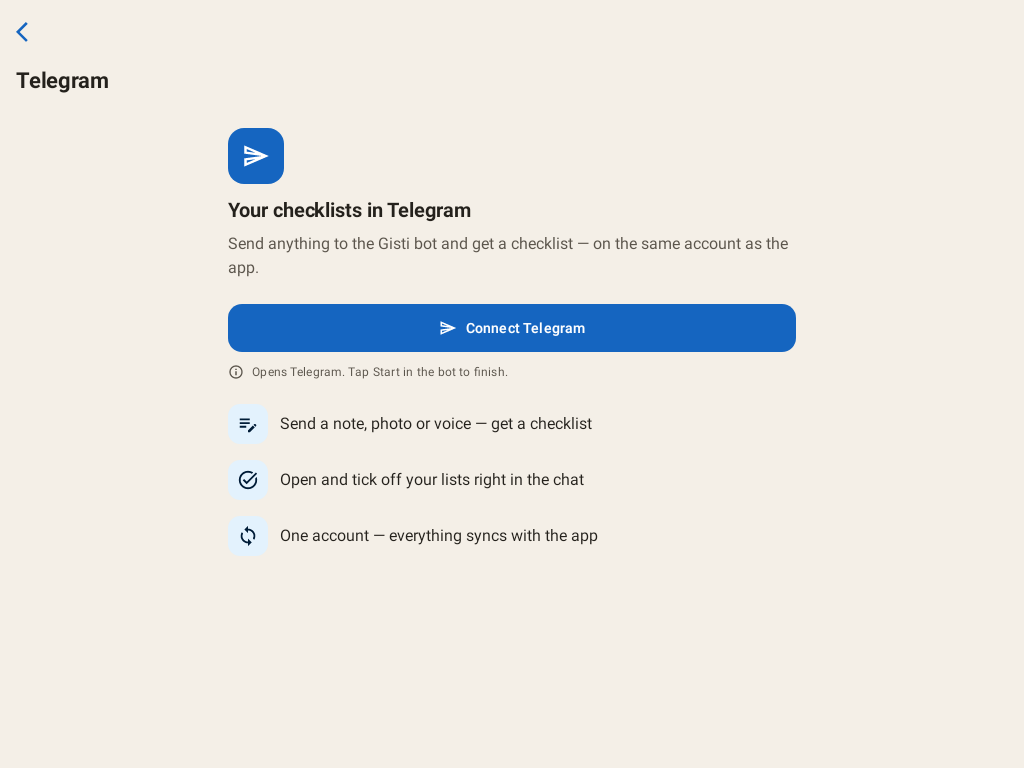 Telegram
Your checklists in Telegram
Send anything to the Gisti bot and get a checklist — on the same account as the
app.
Connect Telegram
Opens Telegram. Tap Start in the bot to finish.
Send a note, photo or voice — get a checklist
Open and tick off your lists right in the chat
One account — everything syncs with the app